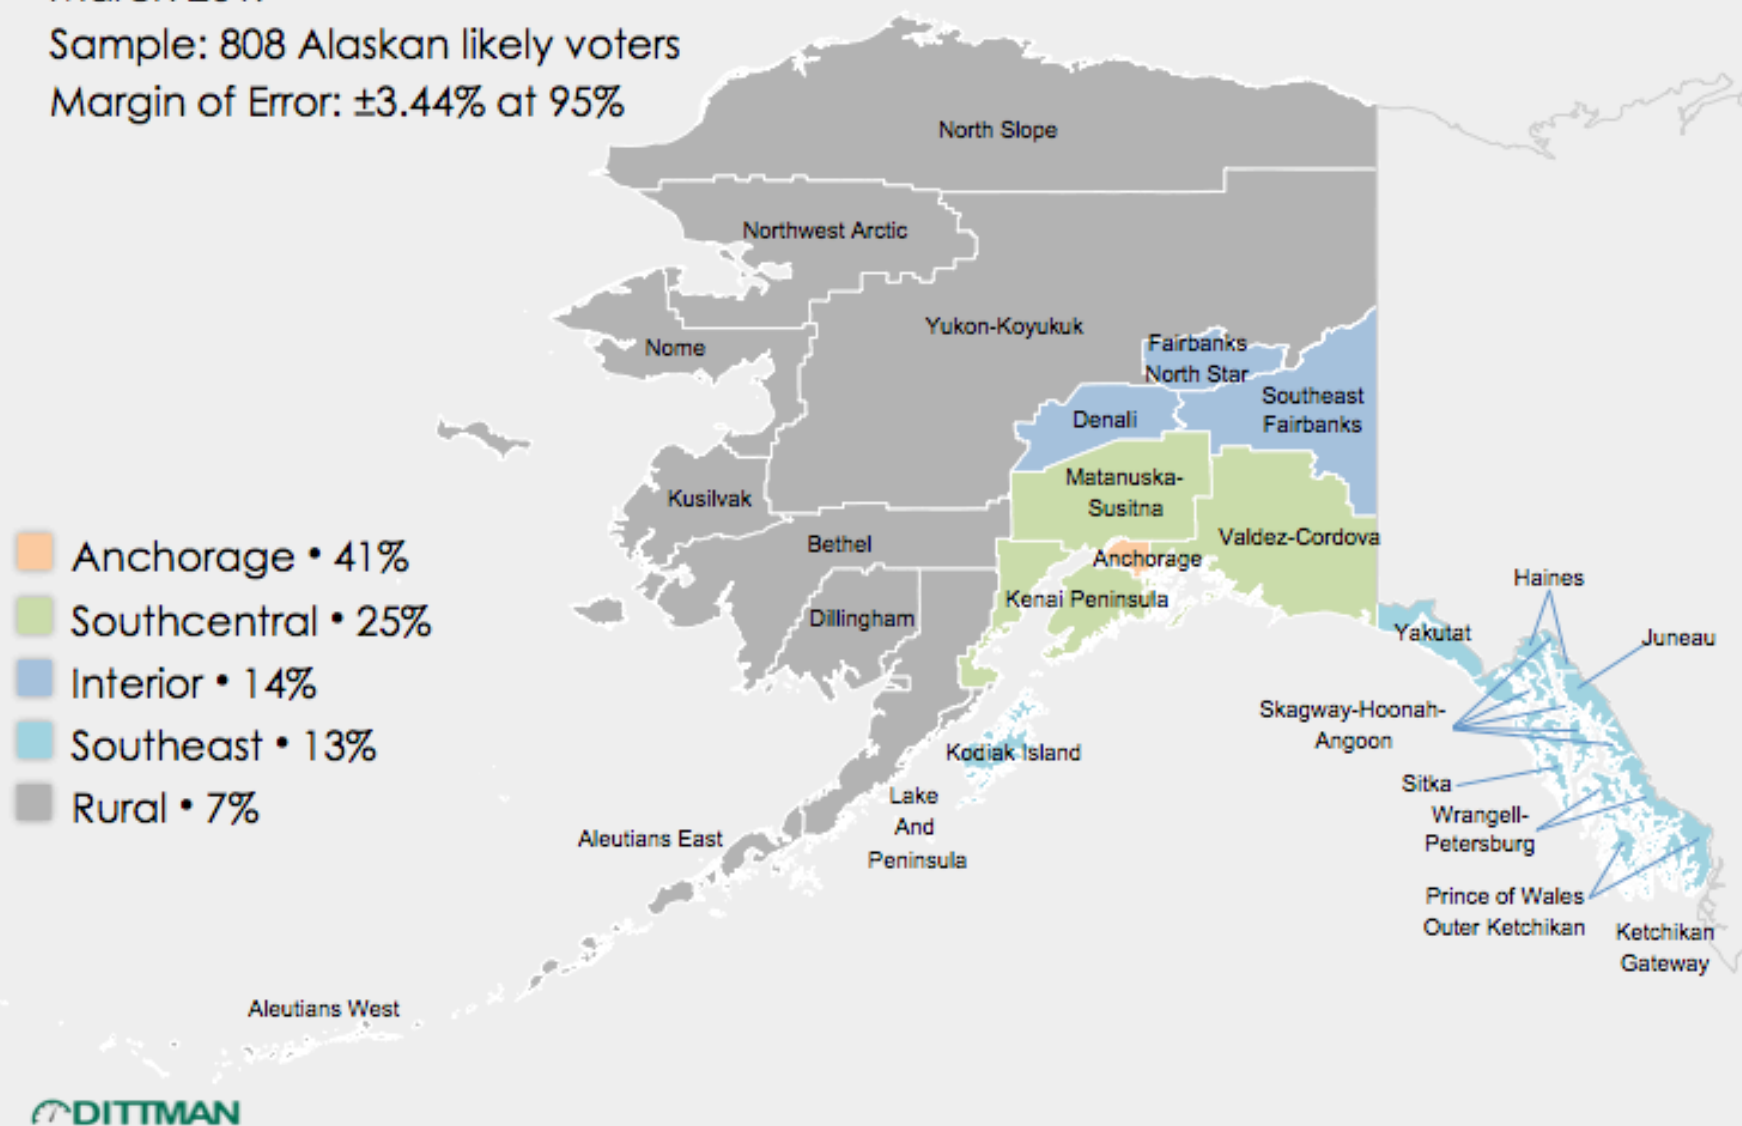 Sample: 808 Alaskan likely voters
Margin of Error: ±3.44% at 95%
North Slope
Northwest Arctic
Yukon-Koyukuk
Nome
Fairbanks
North Star
Southeast
Fairbanks
Denali
Matanuska-
Susitna
Kusilvak
Valdez-Cordova
Bethel
Anchorage
Kenai Peninsula
Dillingham
Anchorage • 41%
Southcentral • 25%
Interior • 14%
Southeast • 13%
Rural • 7%
Haines
Yakutat
Juneau
Skagway-Hoonah-
Angoon
Kodiak Island
Sitka
Lake
And
Peninsula
Wrangell-
Petersburg
Aleutians East
Prince of Wales
Outer Ketchikan
Ketchikan
Gateway
Aleutians West
DITTMAN